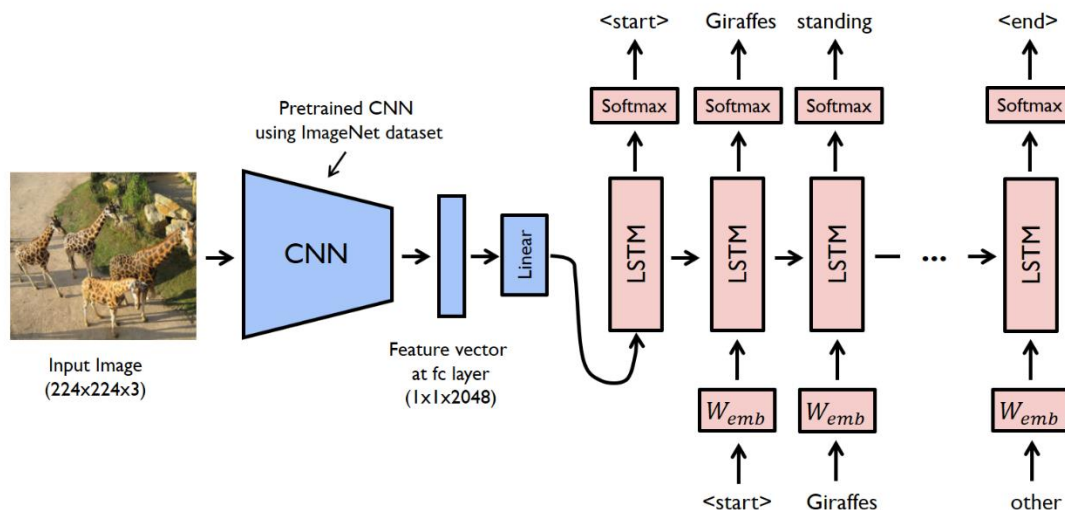 <start> Giraffes standing <end>
Softmax Softmax Softmax Softmax
Pretrained CNN
using ImageNet dataset
CNN
Linear
LSTM LSTM LSTM ... LSTM
Input Image
(224x224x3)
Feature vector
at fc layer
(1x1x2048)
W_emb W_emb W_emb
<start> Giraffes other